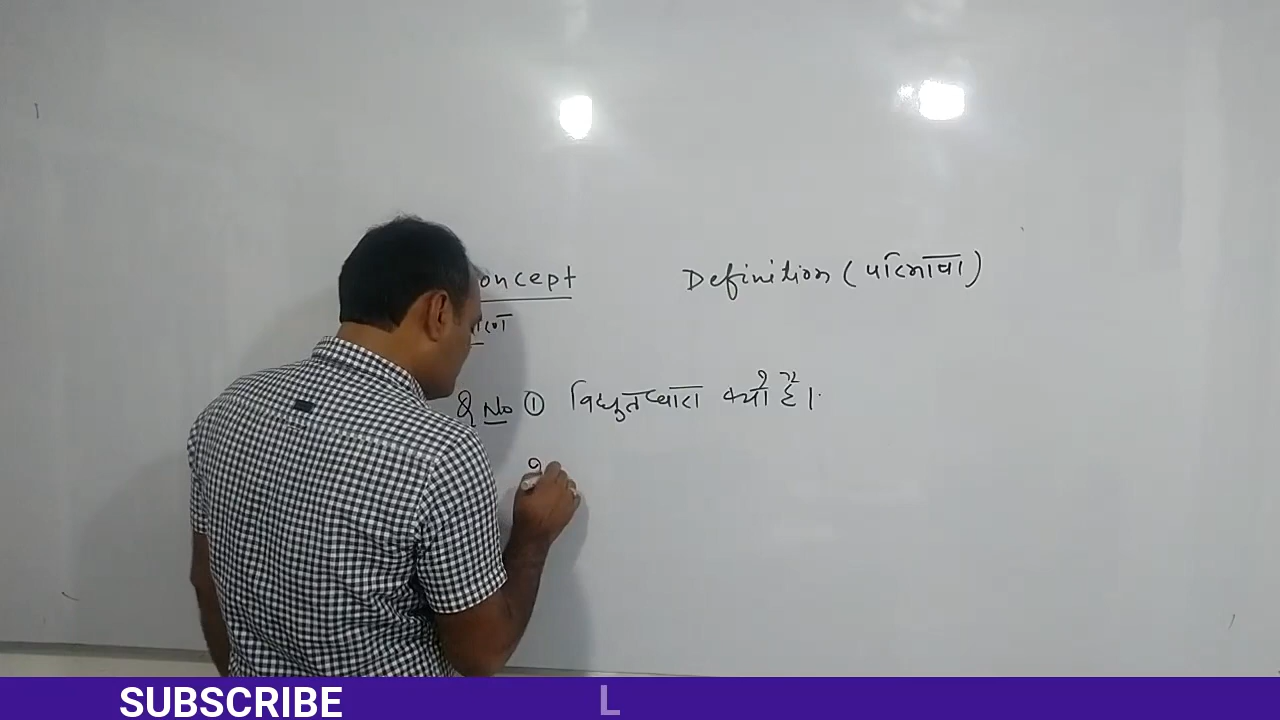 oncept Definition (परिभाषा)
Q No ① विधुतधारा क्यों है।
SUBSCRIBE L